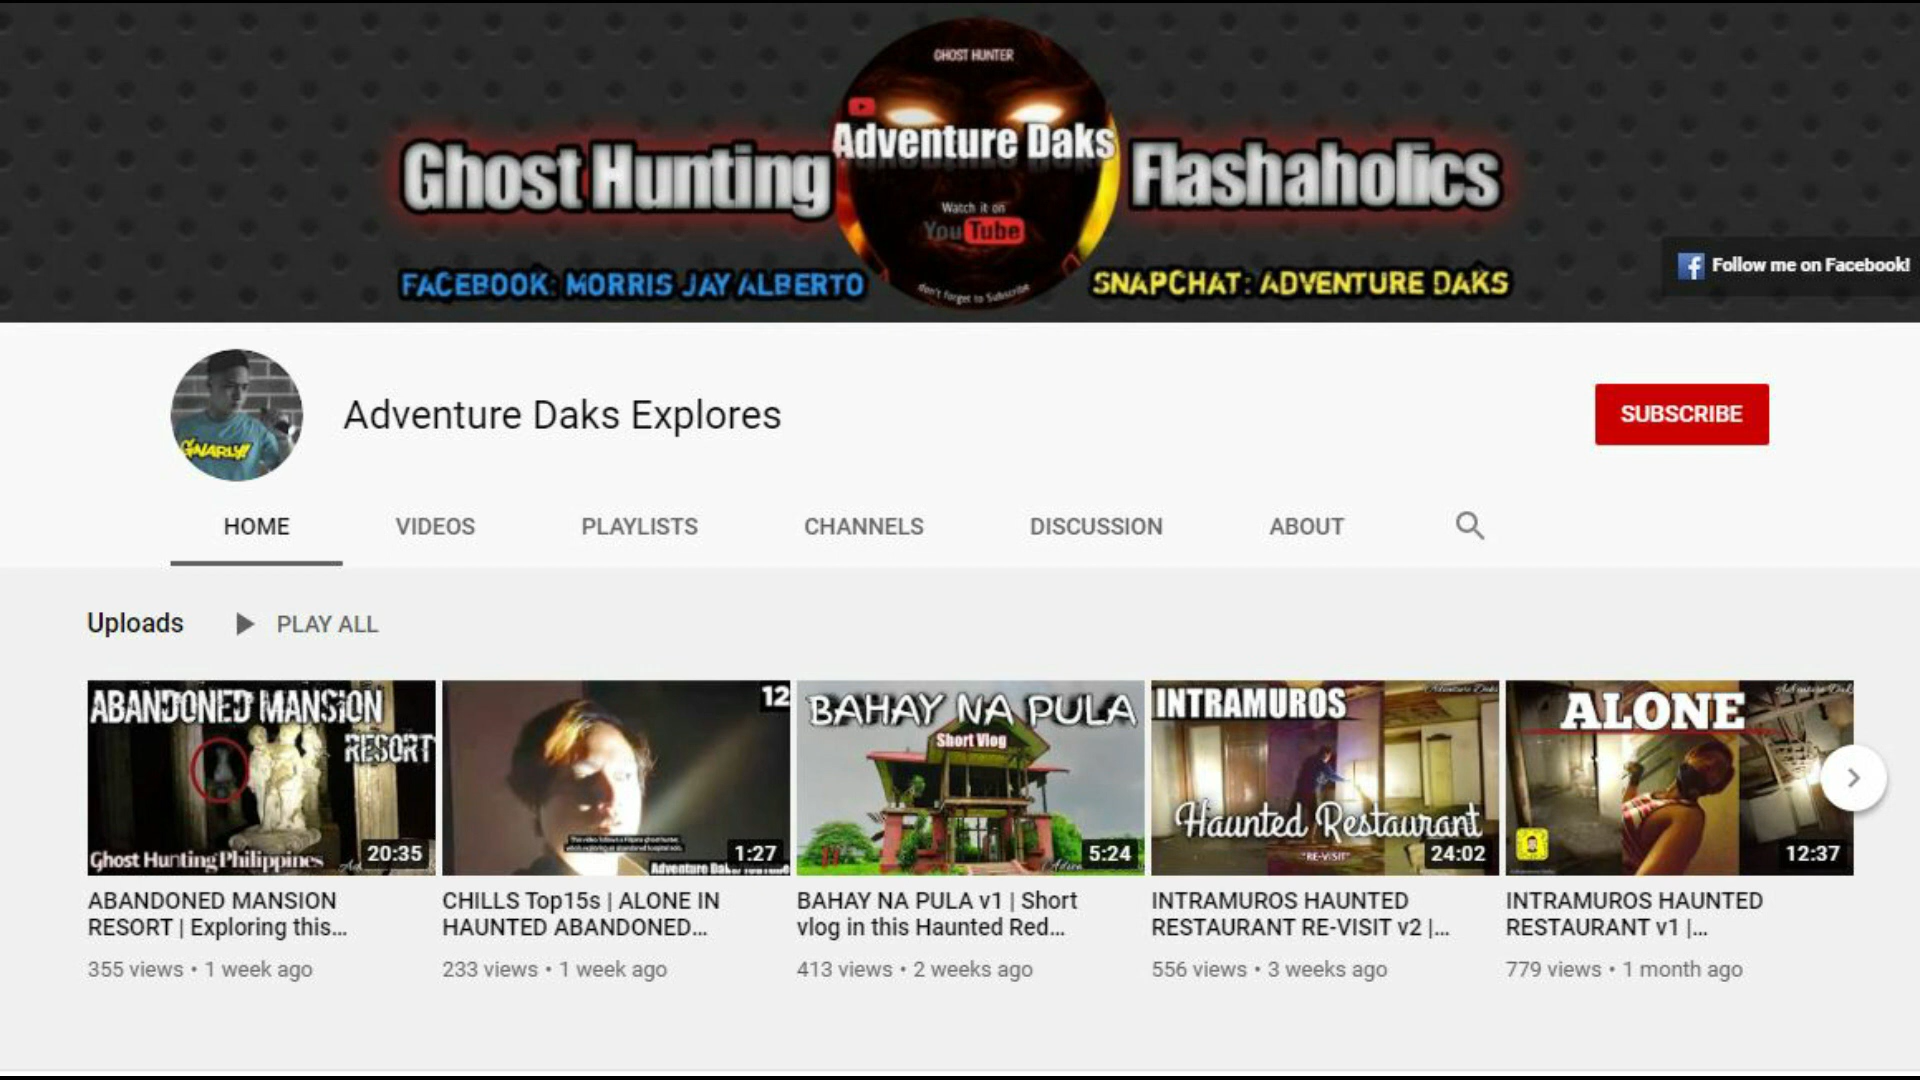 GHOST HUNTER
Ghost Hunting
Adventure Daks
Flashaholics
Watch it on
YouTube
don't forget to Subscribe
FACEBOOK: MORRIS JAY ALBERTO
SNAPCHAT: ADVENTURE DAKS
Follow me on Facebook!
GNARLY!!
Adventure Daks Explores
SUBSCRIBE
HOME
VIDEOS
PLAYLISTS
CHANNELS
DISCUSSION
ABOUT
Uploads
PLAY ALL
ABANDONED MANSION
RESORT
Ghost Hunting Philippines
20:35
12
1:27
BAHAY NA PULA
Short Vlog
5:24
INTRAMUROS
Haunted Restaurant
"RE-VISIT"
24:02
ALONE
12:37
ABANDONED MANSION
RESORT | Exploring this...
355 views • 1 week ago
CHILLS Top15s | ALONE IN
HAUNTED ABANDONED...
233 views • 1 week ago
BAHAY NA PULA v1 | Short
vlog in this Haunted Red...
413 views • 2 weeks ago
INTRAMUROS HAUNTED
RESTAURANT RE-VISIT v2 |...
556 views • 3 weeks ago
INTRAMUROS HAUNTED
RESTAURANT v1 |...
779 views • 1 month ago